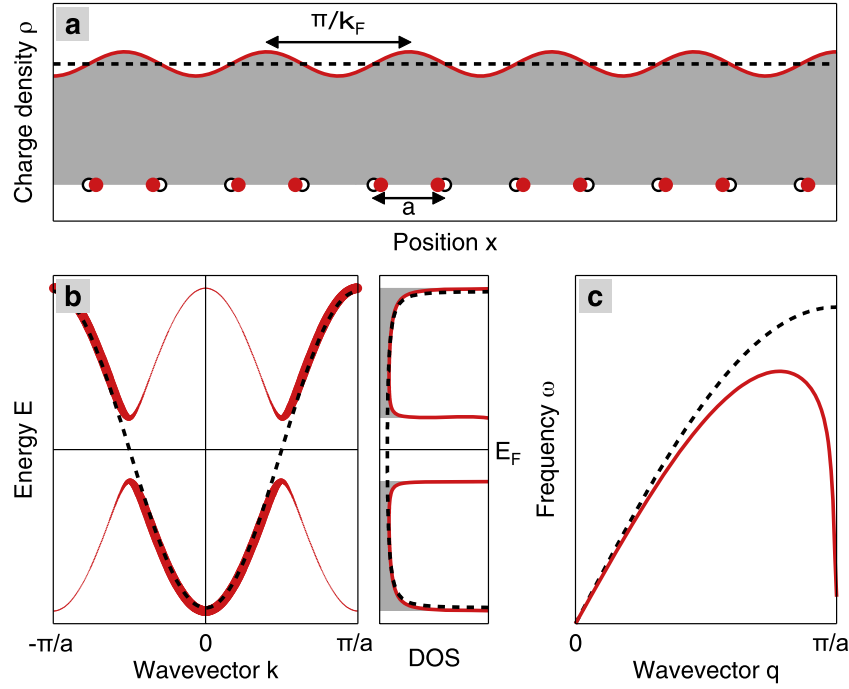 a
Charge density ρ
π/k_F
a
Position x
b
Energy E
E_F
-π/a 0 π/a
Wavevector k
DOS
c
Frequency ω
0 π/a
Wavevector q